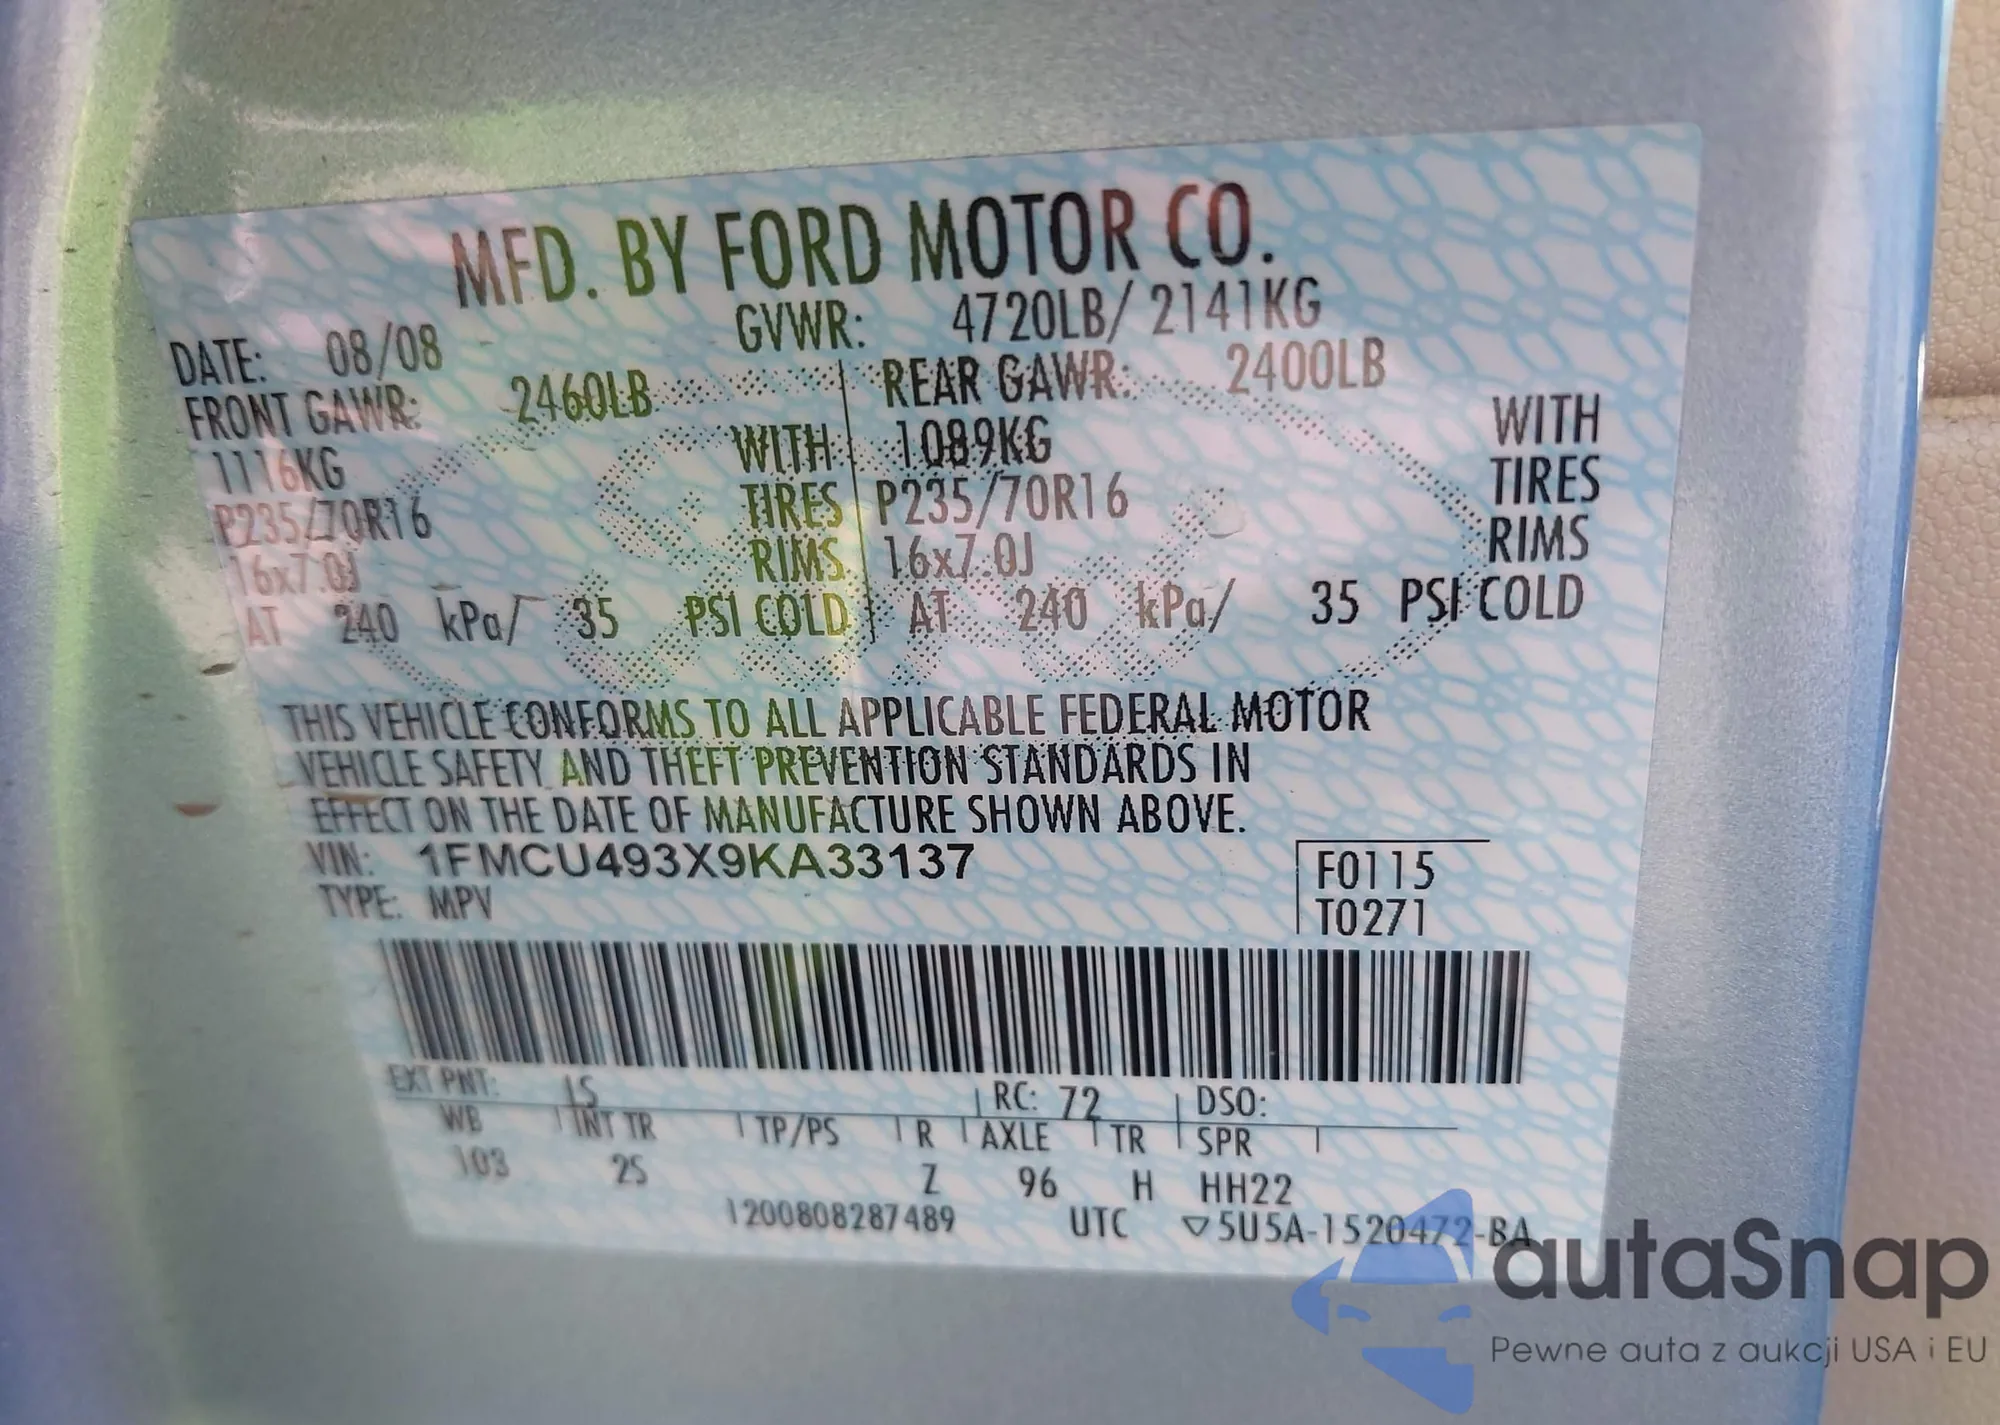 MFD. BY FORD MOTOR CO.
DATE: 08/08 GVWR: 4720LB/ 2141KG
FRONT GAWR: 2460LB REAR GAWR: 2400LB
1116KG WITH 1089KG WITH
P235/70R16 TIRES P235/70R16 TIRES
16x7.0J RIMS 16x7.0J RIMS
AT 240 kPa/ 35 PSI COLD AT 240 kPa/ 35 PSI COLD
THIS VEHICLE CONFORMS TO ALL APPLICABLE FEDERAL MOTOR
VEHICLE SAFETY AND THEFT PREVENTION STANDARDS IN
EFFECT ON THE DATE OF MANUFACTURE SHOWN ABOVE.
VIN: 1FMCU493X9KA33137 F0115
TYPE: MPV T0271
EXT PNT: JS RC: 72 DSO:
WB INT TR TP/PS R AXLE TR SPR
103 2S Z 96 H HH22
1200808287489 UTC ▽5U5A-1520472-BA
autaSnap
Pewne auta z aukcji USA i EU